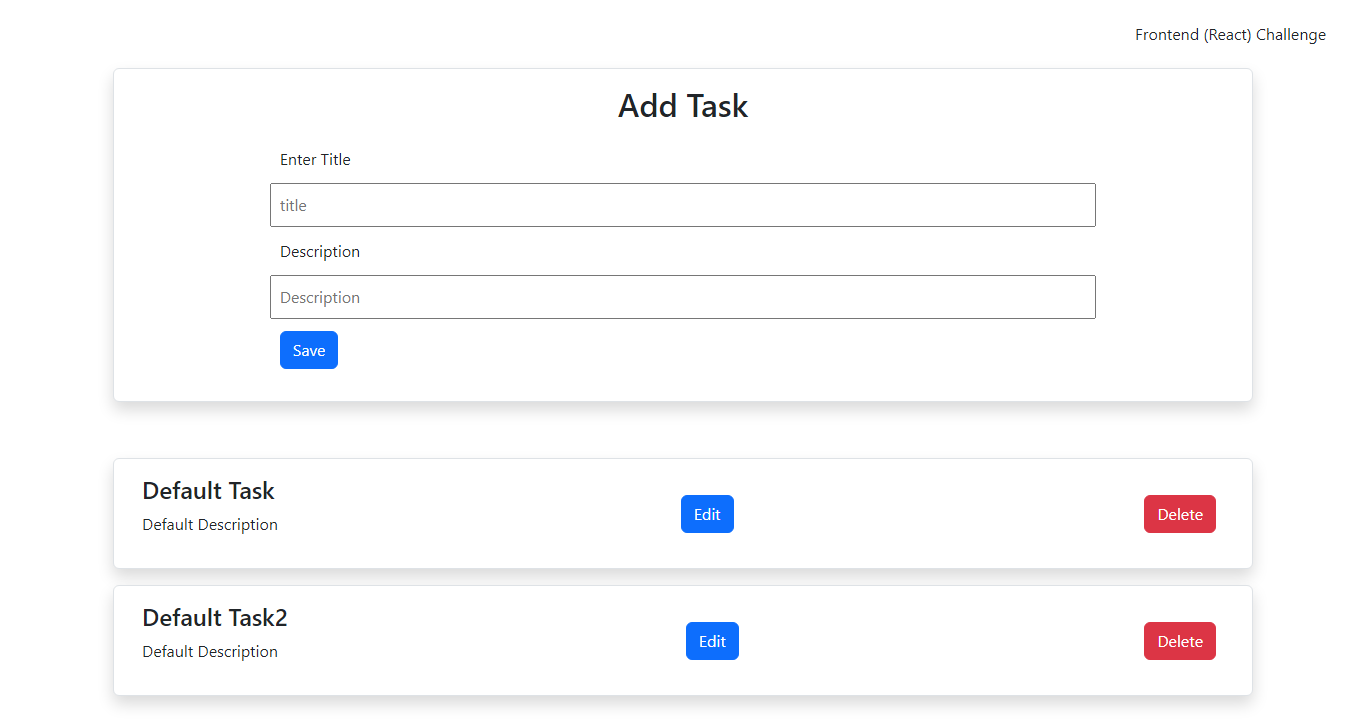 Frontend (React) Challenge
Add Task
Enter Title
title
Description
Description
Save
Default Task
Default Description
Edit
Delete
Default Task2
Default Description
Edit
Delete